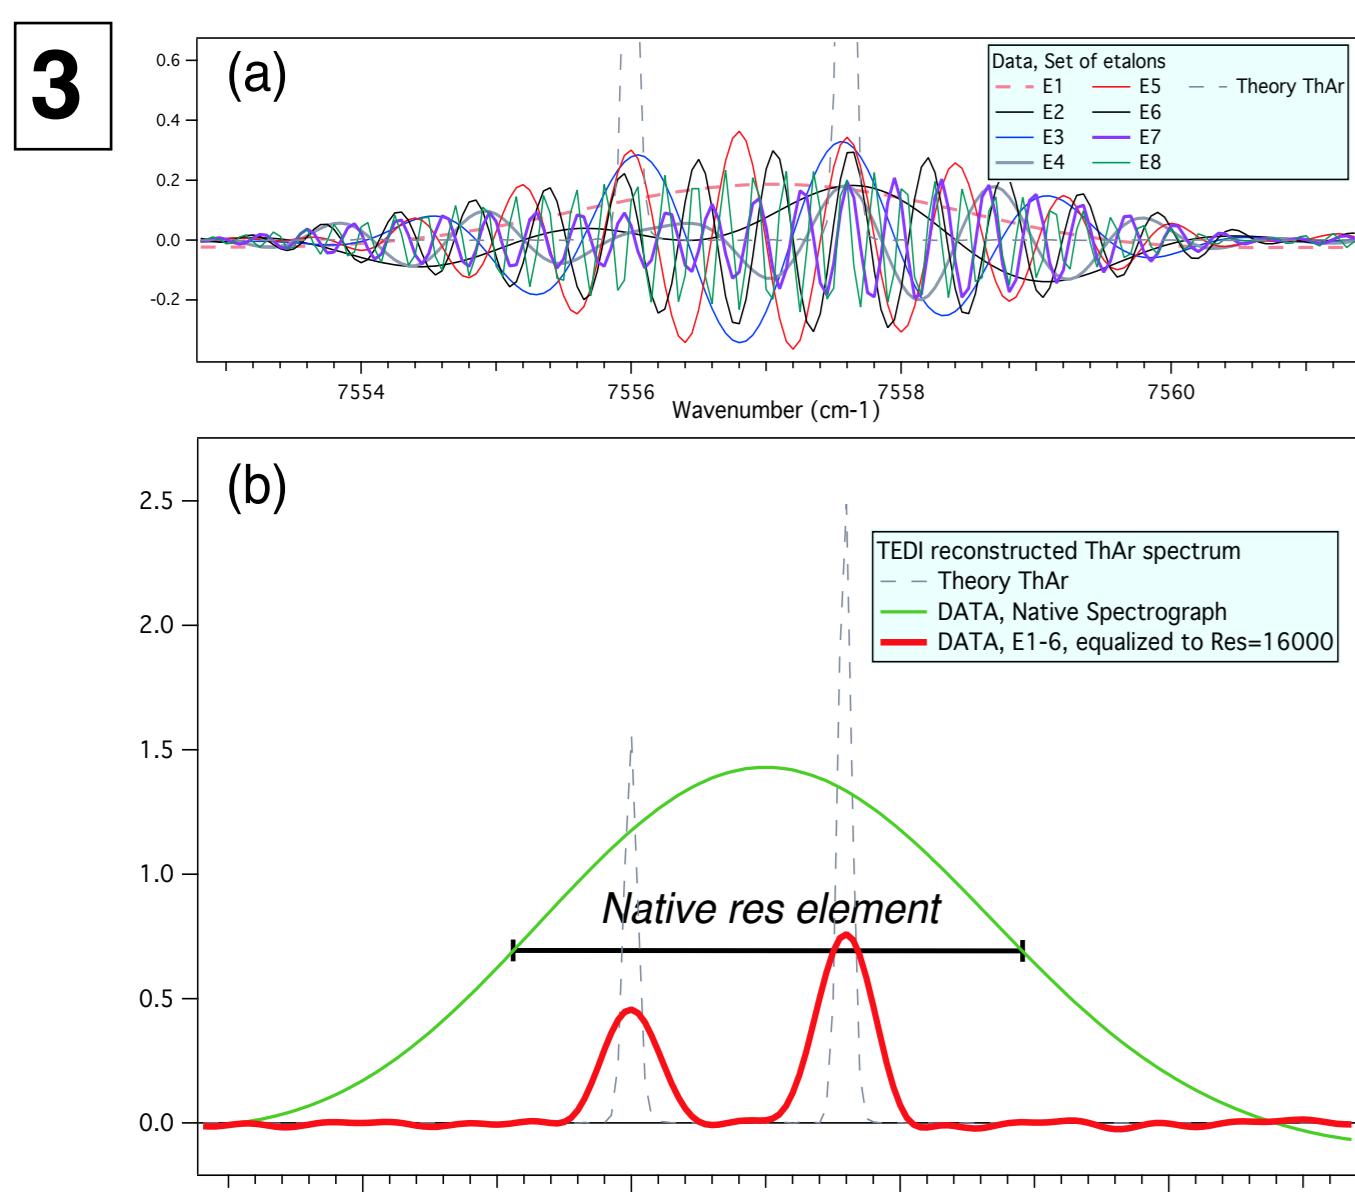 3
(a)
0.6
0.4
0.2
0.0
-0.2
Data, Set of etalons
E1 E5 Theory ThAr
E2 E6
E3 E7
E4 E8
7554 7556 7558 7560
Wavenumber (cm-1)
(b)
2.5
2.0
1.5
1.0
0.5
0.0
TEDI reconstructed ThAr spectrum
Theory ThAr
DATA, Native Spectrograph
DATA, E1-6, equalized to Res=16000
Native res element